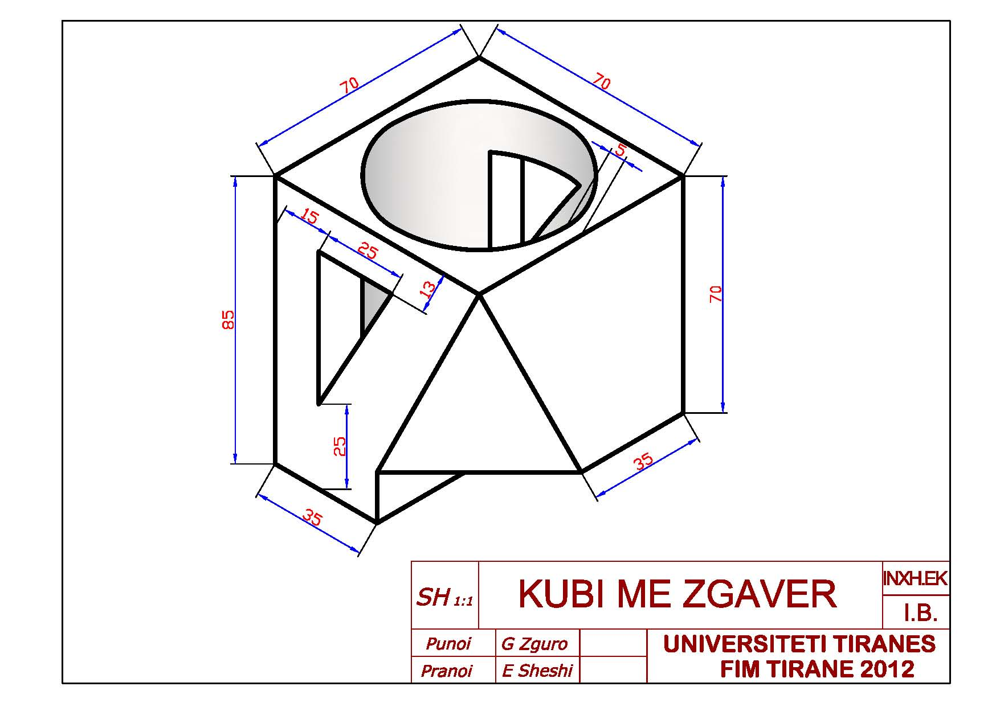 70
70
5
15
25
13
85
70
25
35
35
SH 1:1
KUBI ME ZGAVER
INXH.EK
I.B.
Punoi
G Zguro
Pranoi
E Sheshi
UNIVERSITETI TIRANES
FIM TIRANE 2012